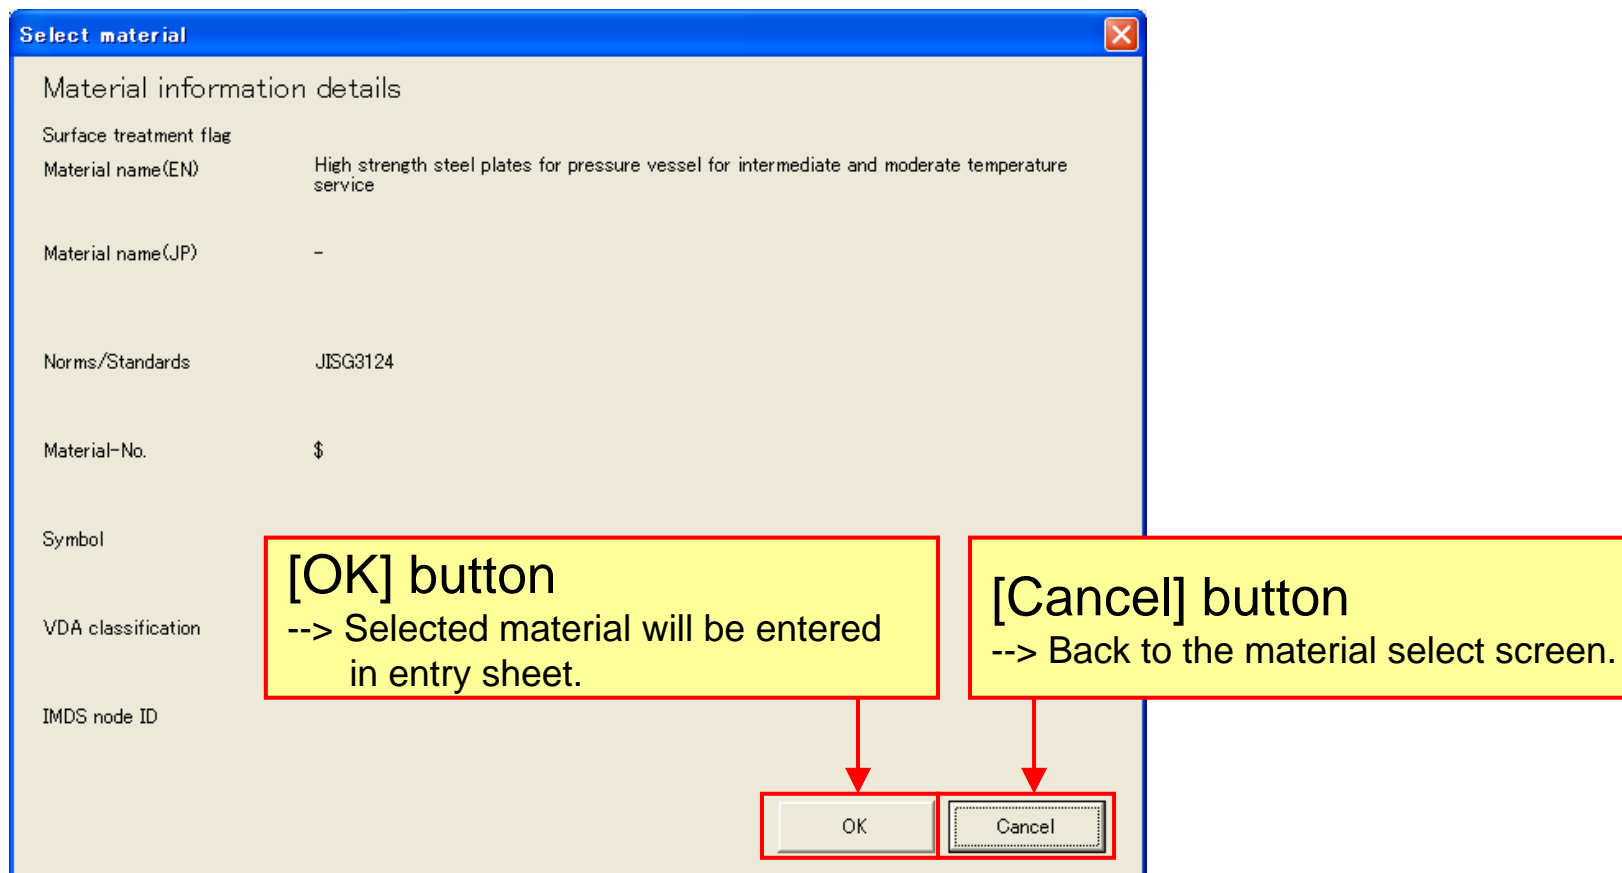 Select material
Material information details
Surface treatment flag
Material name(EN) High strength steel plates for pressure vessel for intermediate and moderate temperature
service
Material name(JP) -
Norms/Standards JISG3124
Material-No. $
Symbol
[OK] button
--> Selected material will be entered
in entry sheet.
[Cancel] button
--> Back to the material select screen.
VDA classification
IMDS node ID
OK Cancel